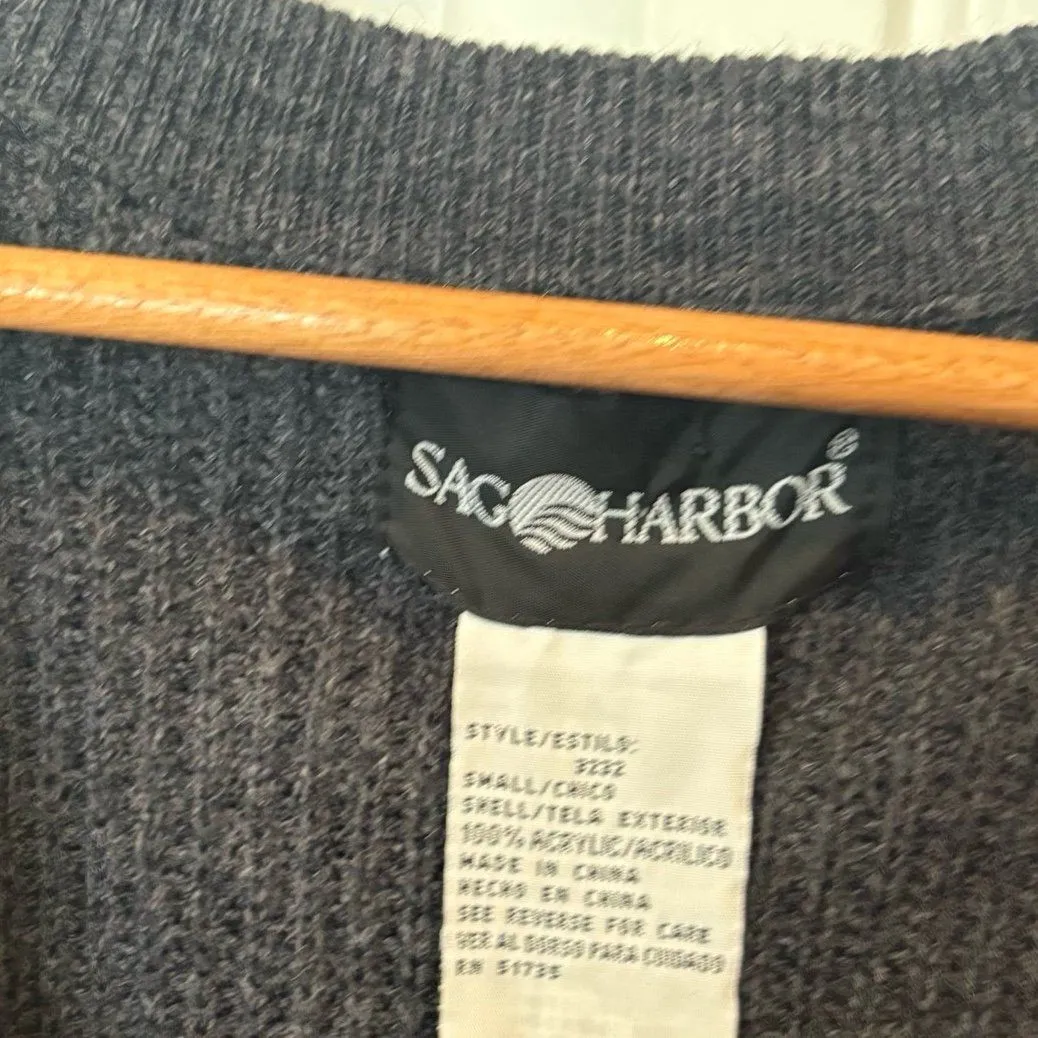 SAG HARBOR®
STYLE/ESTILO:
3232
SMALL/CHICO
SHELL/TELA EXTERIOR
100% ACRYLIC/ACRILICO
MADE IN CHINA
HECHO EN CHINA
SEE REVERSE FOR CARE
VER AL DORSO PARA CUIDADO
RN 51735